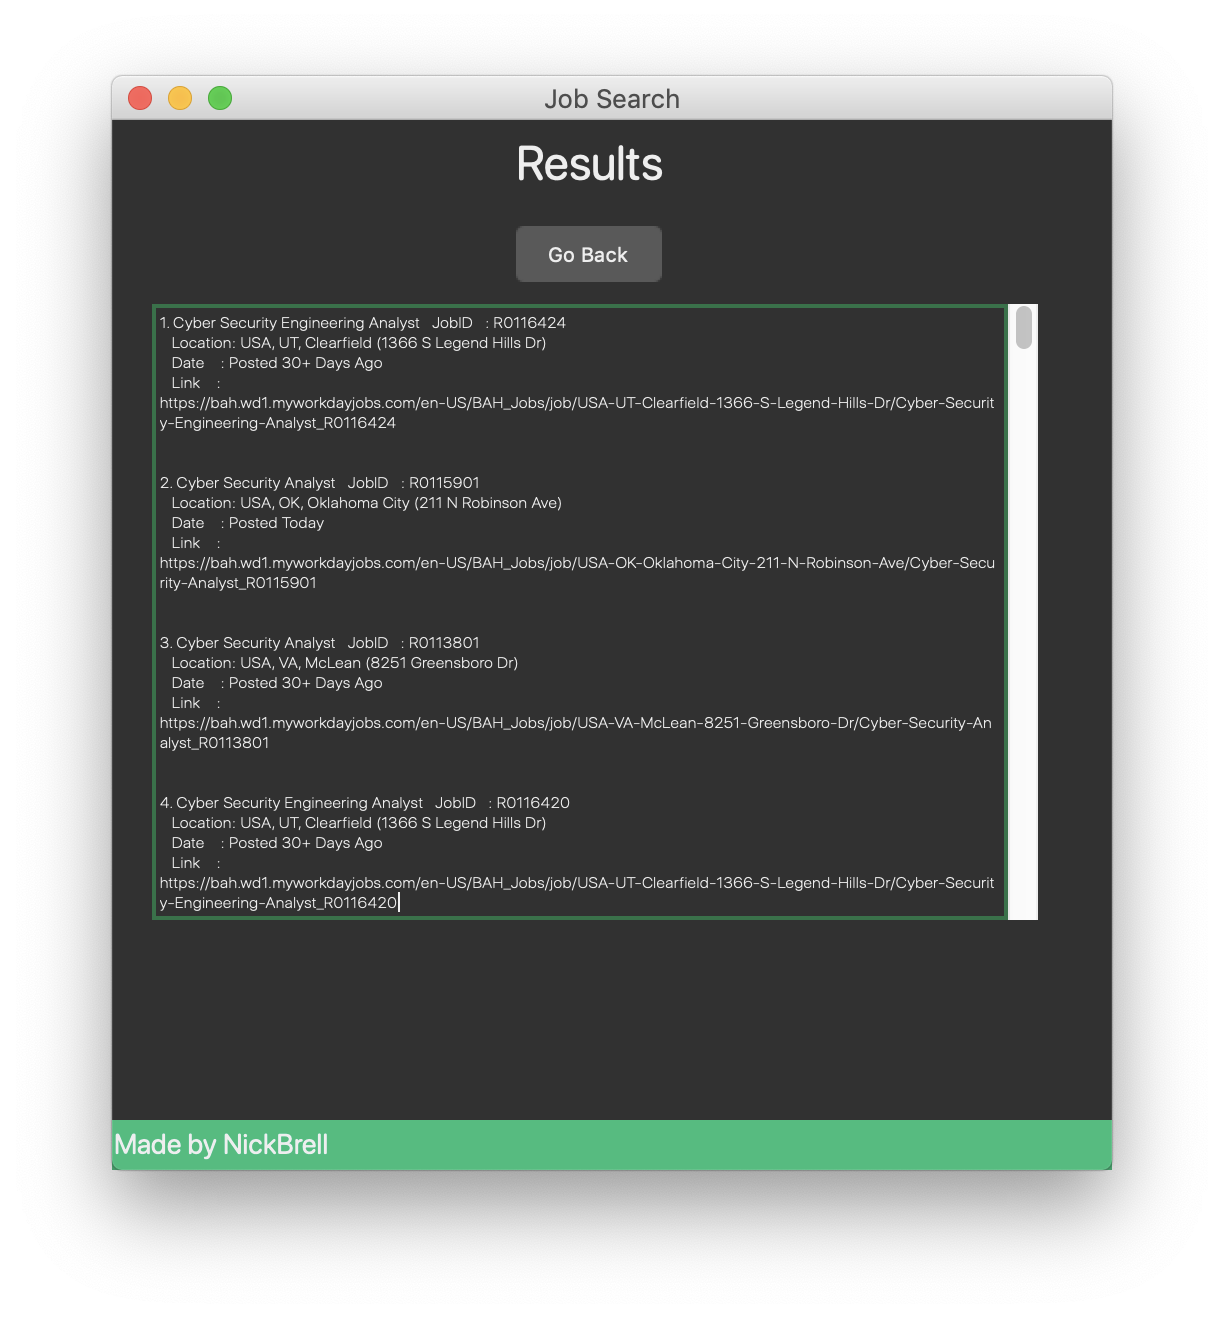 Job Search
Results
Go Back
1. Cyber Security Engineering Analyst   JobID   : R0116424
Location: USA, UT, Clearfield (1366 S Legend Hills Dr)
Date    : Posted 30+ Days Ago
Link    :
https://bah.wd1.myworkdayjobs.com/en-US/BAH_Jobs/job/USA-UT-Clearfield-1366-S-Legend-Hills-Dr/Cyber-Securit
y-Engineering-Analyst_R0116424
2. Cyber Security Analyst   JobID   : R0115901
Location: USA, OK, Oklahoma City (211 N Robinson Ave)
Date    : Posted Today
Link    :
https://bah.wd1.myworkdayjobs.com/en-US/BAH_Jobs/job/USA-OK-Oklahoma-City-211-N-Robinson-Ave/Cyber-Secu
rity-Analyst_R0115901
3. Cyber Security Analyst   JobID   : R0113801
Location: USA, VA, McLean (8251 Greensboro Dr)
Date    : Posted 30+ Days Ago
Link    :
https://bah.wd1.myworkdayjobs.com/en-US/BAH_Jobs/job/USA-VA-McLean-8251-Greensboro-Dr/Cyber-Security-An
alyst_R0113801
4. Cyber Security Engineering Analyst   JobID   : R0116420
Location: USA, UT, Clearfield (1366 S Legend Hills Dr)
Date    : Posted 30+ Days Ago
Link    :
https://bah.wd1.myworkdayjobs.com/en-US/BAH_Jobs/job/USA-UT-Clearfield-1366-S-Legend-Hills-Dr/Cyber-Securit
y-Engineering-Analyst_R0116420
Made by NickBrell